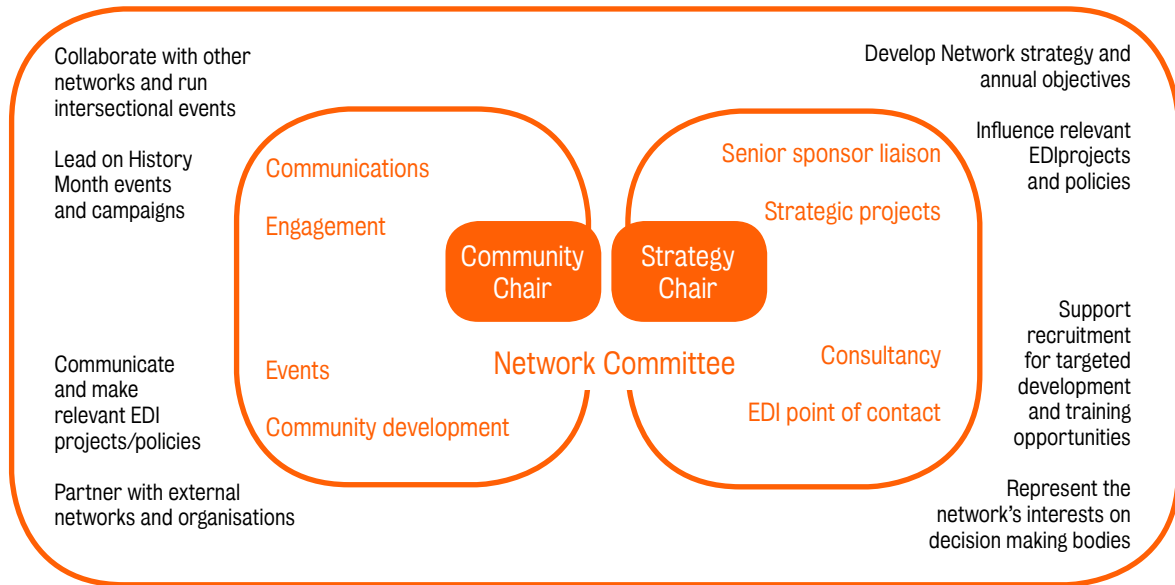 Collaborate with other
networks and run
intersectional events
Lead on History
Month events
and campaigns
Communicate
and make
relevant EDI
projects/policies
Partner with external
networks and organisations
Communications
Engagement
Events
Community development
Community
Chair
Strategy
Chair
Network Committee
Senior sponsor liaison
Strategic projects
Consultancy
EDI point of contact
Develop Network strategy and
annual objectives
Influence relevant
EDIprojects
and policies
Support
recruitment
for targeted
development
and training
opportunities
Represent the
network's interests on
decision making bodies